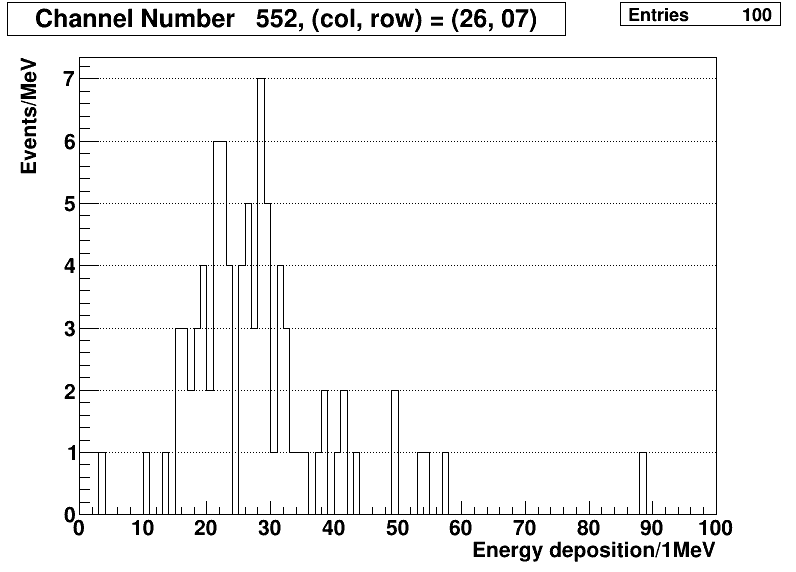 Channel Number 552, (col, row) = (26, 07)
Entries 100
Events/MeV
7
6
5
4
3
2
1
0
0 10 20 30 40 50 60 70 80 90 100
Energy deposition/1MeV